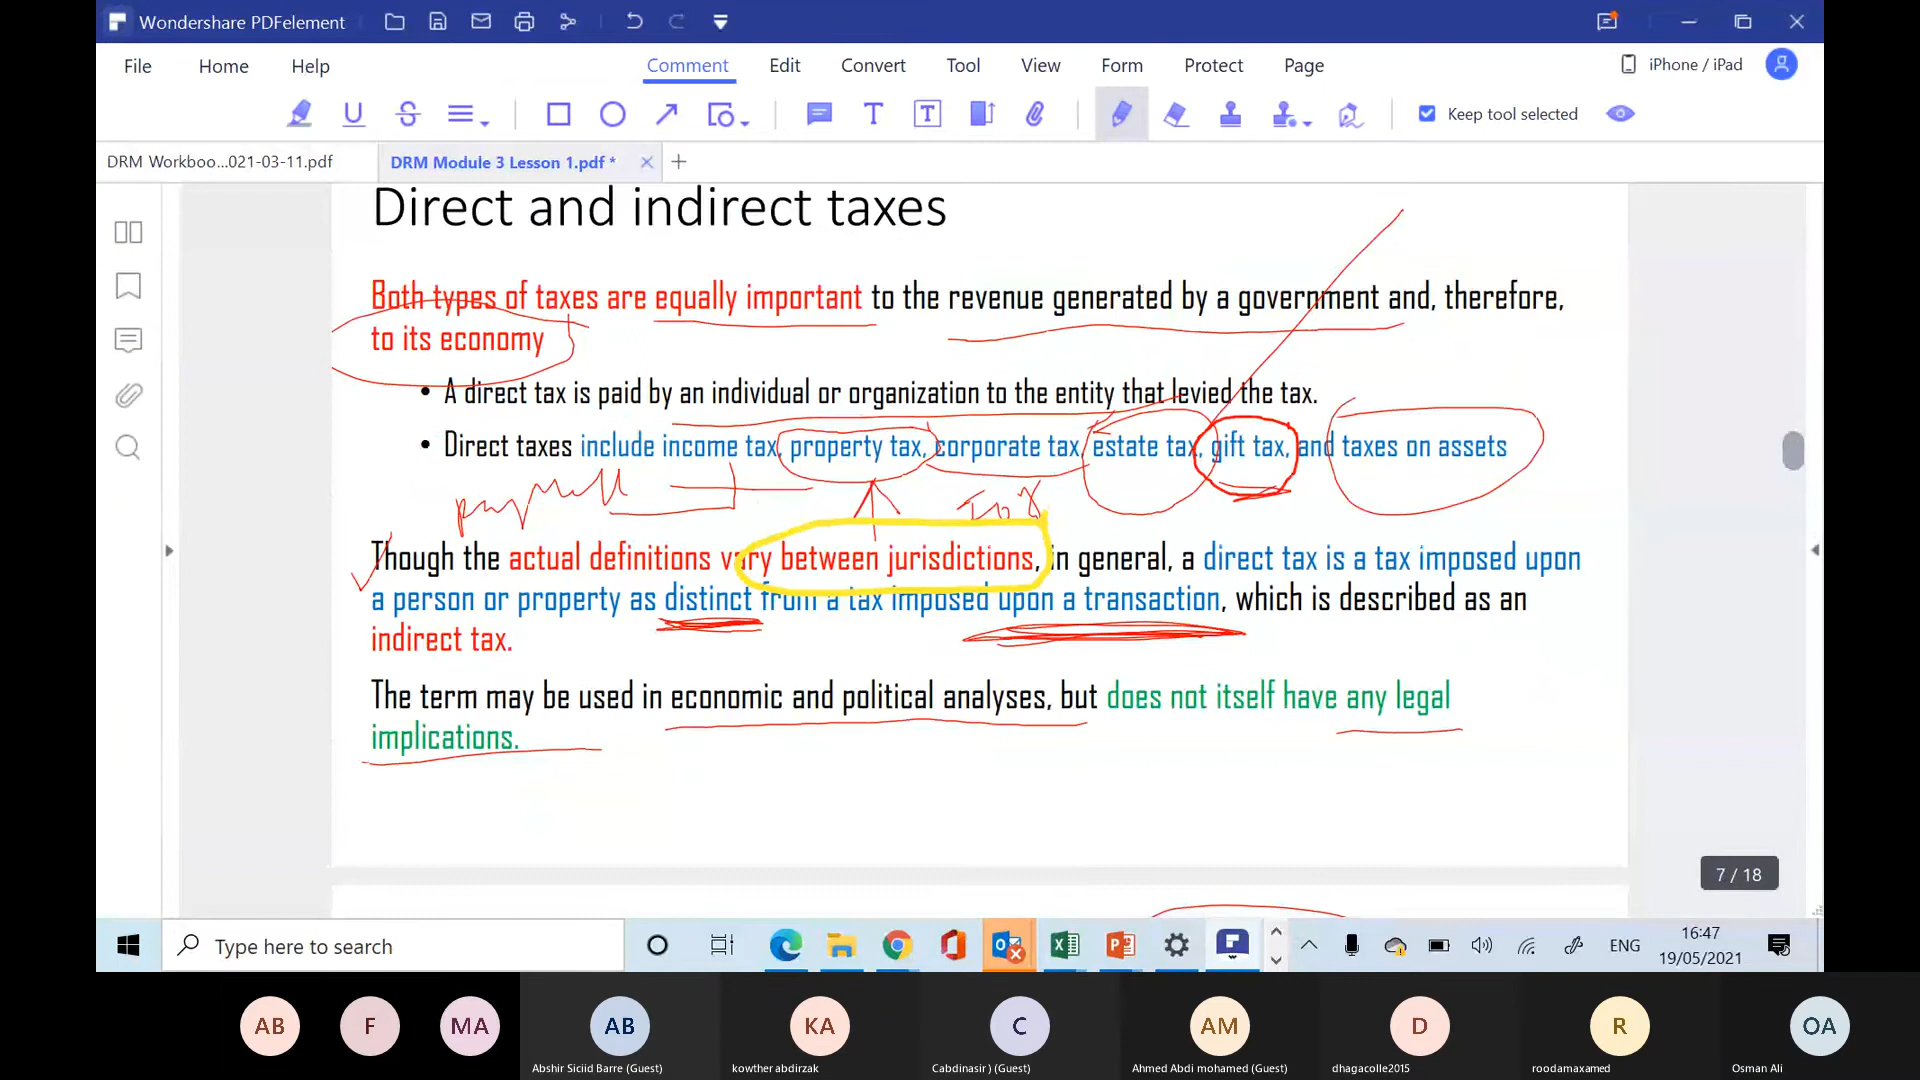 Wondershare PDFelement
File Home Help Comment Edit Convert Tool View Form Protect Page iPhone / iPad
Keep tool selected
DRM Workboo...021-03-11.pdf DRM Module 3 Lesson 1.pdf *
Direct and indirect taxes
Both types of taxes are equally important to the revenue generated by a government and, therefore,
to its economy
• A direct tax is paid by an individual or organization to the entity that levied the tax.
• Direct taxes include income tax, property tax, corporate tax, estate tax, gift tax, and taxes on assets
Though the actual definitions vary between jurisdictions, in general, a direct tax is a tax imposed upon
a person or property as distinct from a tax imposed upon a transaction, which is described as an
indirect tax.
The term may be used in economic and political analyses, but does not itself have any legal
implications.
7 / 18
Type here to search
ENG
16:47
19/05/2021
AB F MA AB KA C AM D R OA
Abshir Siciid Barre (Guest) kowther abdirzak Cabdinasir ) (Guest) Ahmed Abdi mohamed (Guest) dhagacolle2015 roodamaxamed Osman Ali